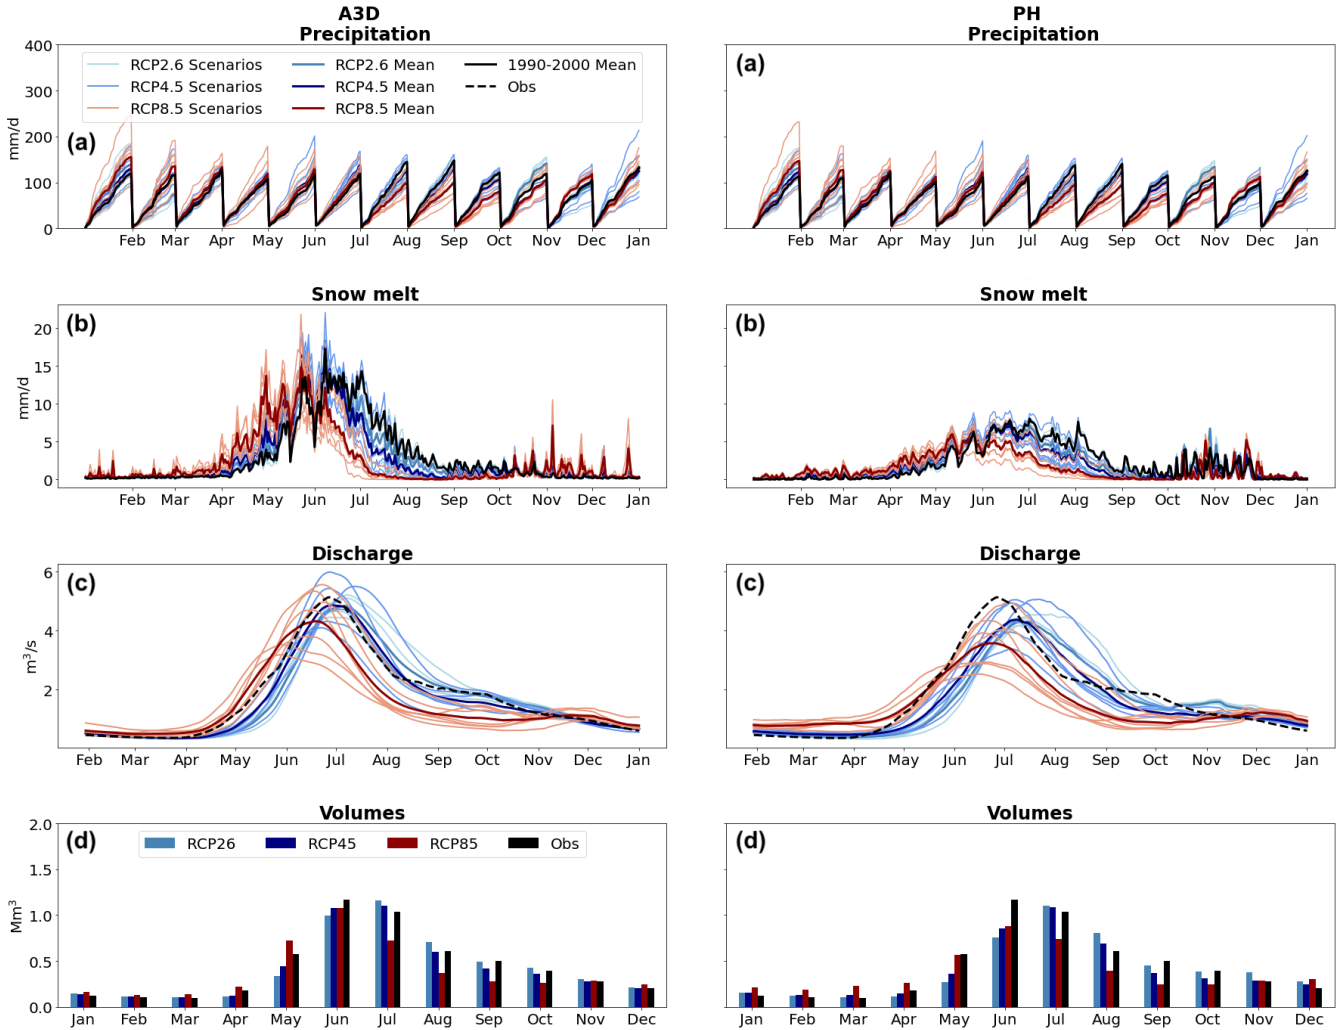 A3D
Precipitation
400
300
200
100
0
mm/d
RCP2.6 Scenarios
RCP4.5 Scenarios
RCP8.5 Scenarios
RCP2.6 Mean
RCP4.5 Mean
RCP8.5 Mean
1990-2000 Mean
Obs
(a)
Feb Mar Apr May Jun Jul Aug Sep Oct Nov Dec Jan
PH
Precipitation
(a)
Feb Mar Apr May Jun Jul Aug Sep Oct Nov Dec Jan
Snow melt
(b)
20
15
10
5
0
mm/d
Feb Mar Apr May Jun Jul Aug Sep Oct Nov Dec Jan
Snow melt
(b)
Feb Mar Apr May Jun Jul Aug Sep Oct Nov Dec Jan
Discharge
(c)
6
4
2
m³/s
Feb Mar Apr May Jun Jul Aug Sep Oct Nov Dec Jan
Discharge
(c)
Feb Mar Apr May Jun Jul Aug Sep Oct Nov Dec Jan
Volumes
(d)
RCP26 RCP45 RCP85 Obs
2.0
1.5
1.0
0.5
0.0
Mm³
Jan Feb Mar Apr May Jun Jul Aug Sep Oct Nov Dec
Volumes
(d)
Jan Feb Mar Apr May Jun Jul Aug Sep Oct Nov Dec